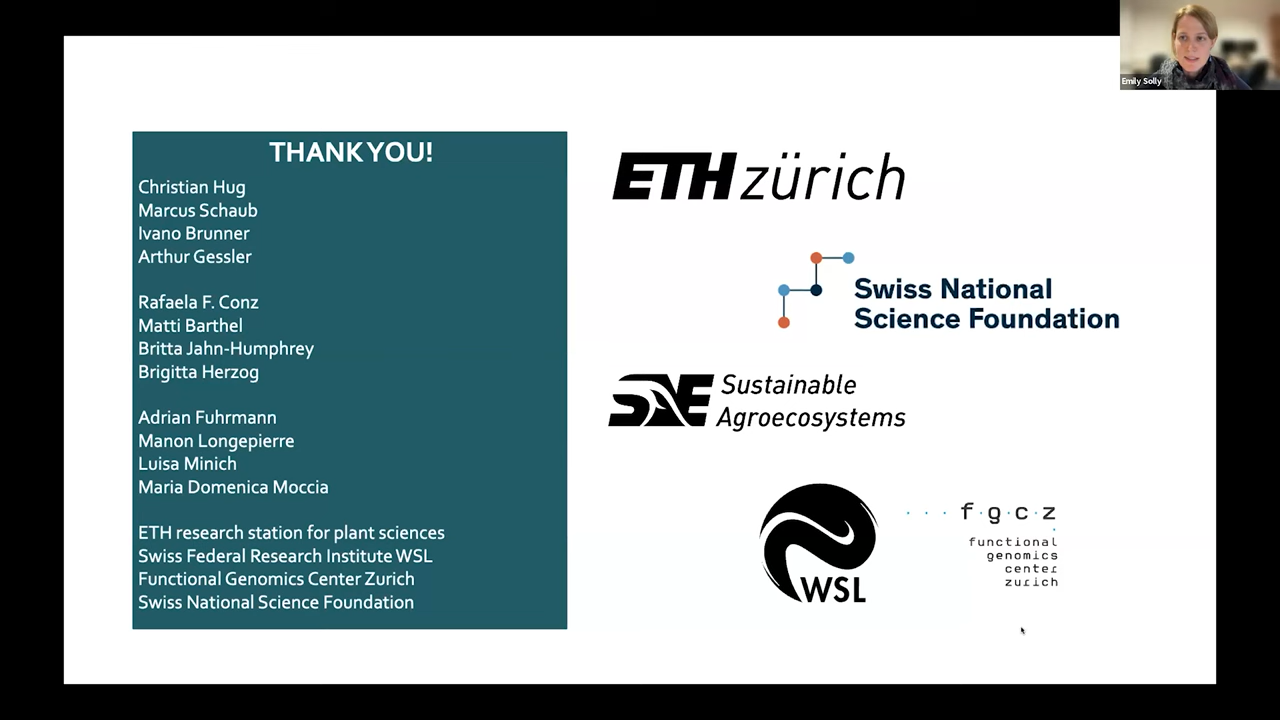 Emily Solly
THANK YOU!
Christian Hug
Marcus Schaub
Ivano Brunner
Arthur Gessler
Rafaela F. Conz
Matti Barthel
Britta Jahn-Humphrey
Brigitta Herzog
Adrian Fuhrmann
Manon Longepierre
Luisa Minich
Maria Domenica Moccia
ETH research station for plant sciences
Swiss Federal Research Institute WSL
Functional Genomics Center Zurich
Swiss National Science Foundation
ETH zürich
Swiss National
Science Foundation
SAE Sustainable
Agroecosystems
WSL
f·g·c·z
functional
genomics
center
zurich